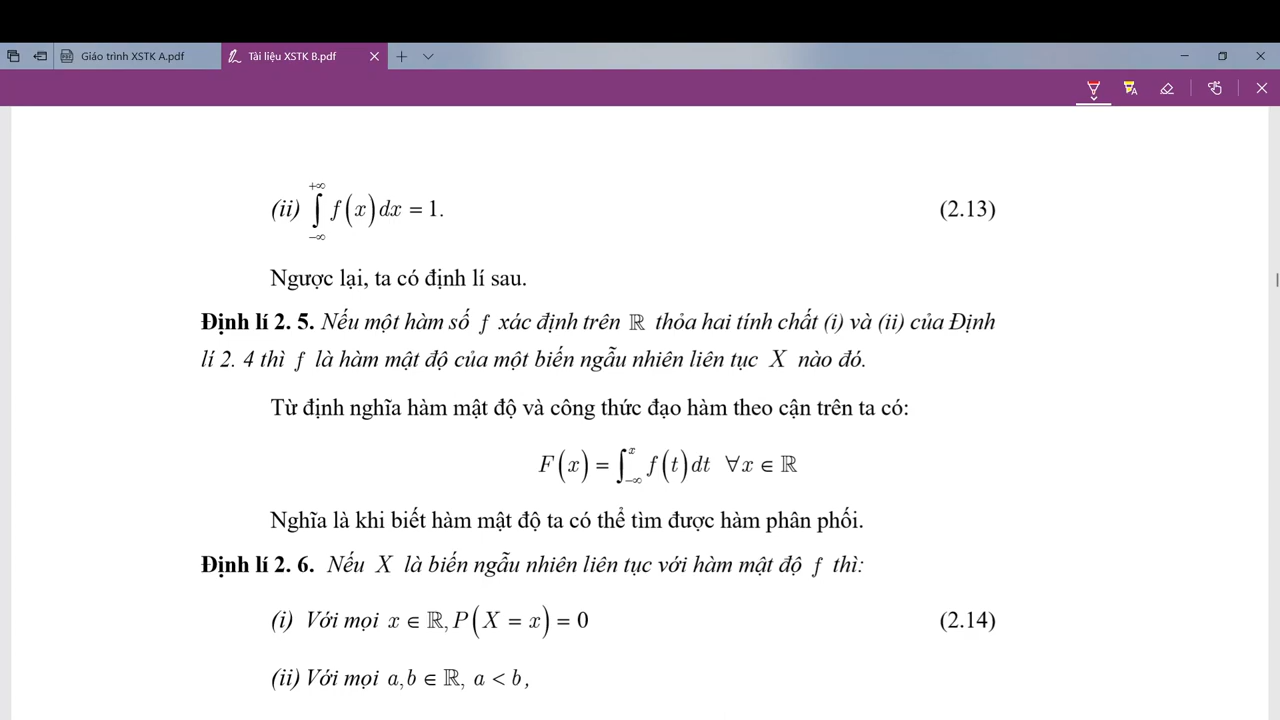 Giáo trình XSTK A.pdf
Tài liệu XSTK B.pdf
(ii) ∫_{−∞}^{+∞} f(x)dx = 1. (2.13)
Ngược lại, ta có định lí sau.
Định lí 2. 5. Nếu một hàm số f xác định trên ℝ thỏa hai tính chất (i) và (ii) của Định
lí 2. 4 thì f là hàm mật độ của một biến ngẫu nhiên liên tục X nào đó.
Từ định nghĩa hàm mật độ và công thức đạo hàm theo cận trên ta có:
F(x) = ∫_{−∞}^{x} f(t)dt ∀x ∈ ℝ
Nghĩa là khi biết hàm mật độ ta có thể tìm được hàm phân phối.
Định lí 2. 6. Nếu X là biến ngẫu nhiên liên tục với hàm mật độ f thì:
(i) Với mọi x ∈ ℝ, P(X = x) = 0 (2.14)
(ii) Với mọi a, b ∈ ℝ, a < b,